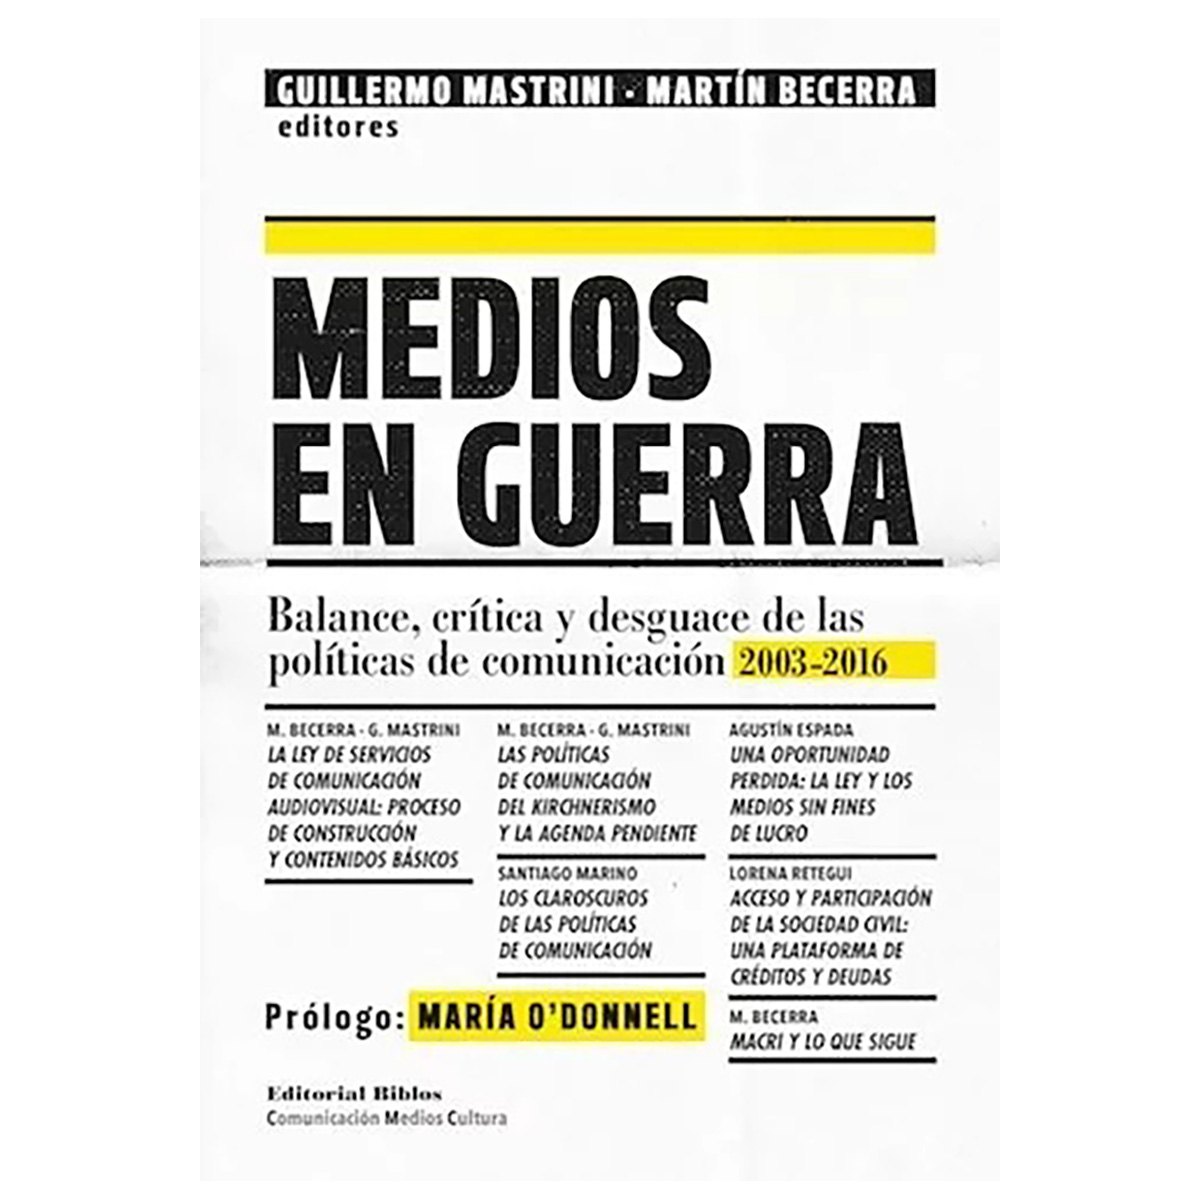 GUILLERMO MASTRINI · MARTÍN BECERRA
editores
MEDIOS
EN GUERRA
Balance, crítica y desguace de las
políticas de comunicación 2003-2016
M. BECERRA - G. MASTRINI
LA LEY DE SERVICIOS
DE COMUNICACIÓN
AUDIOVISUAL: PROCESO
DE CONSTRUCCIÓN
Y CONTENIDOS BÁSICOS
M. BECERRA - G. MASTRINI
LAS POLÍTICAS
DE COMUNICACIÓN
DEL KIRCHNERISMO
Y LA AGENDA PENDIENTE
SANTIAGO MARINO
LOS CLAROSCUROS
DE LAS POLÍTICAS
DE COMUNICACIÓN
AGUSTÍN ESPADA
UNA OPORTUNIDAD
PERDIDA: LA LEY Y LOS
MEDIOS SIN FINES
DE LUCRO
LORENA RETEGUI
ACCESO Y PARTICIPACIÓN
DE LA SOCIEDAD CIVIL:
UNA PLATAFORMA DE
CRÉDITOS Y DEUDAS
M. BECERRA
MACRI Y LO QUE SIGUE
Prólogo: MARÍA O'DONNELL
Editorial Biblos
Comunicación Medios Cultura